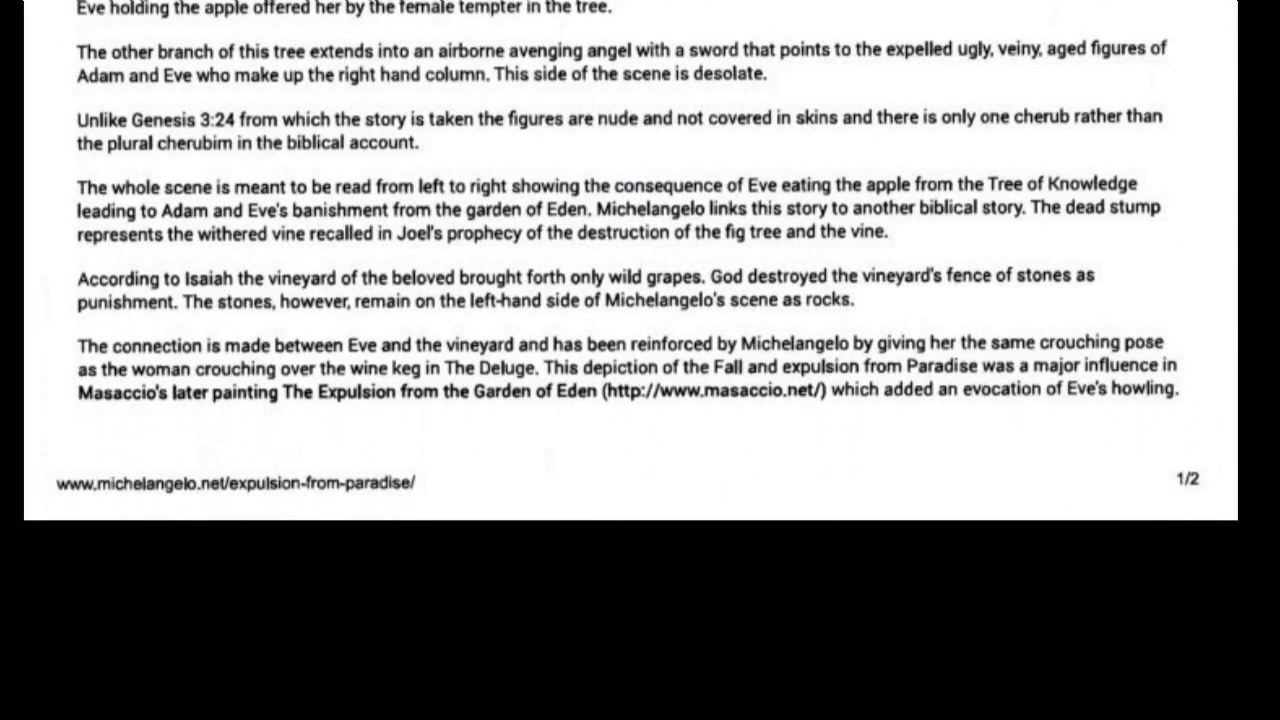 Eve holding the apple offered her by the female tempter in the tree.
The other branch of this tree extends into an airborne avenging angel with a sword that points to the expelled ugly, veiny, aged figures of
Adam and Eve who make up the right hand column. This side of the scene is desolate.
Unlike Genesis 3:24 from which the story is taken the figures are nude and not covered in skins and there is only one cherub rather than
the plural cherubim in the biblical account.
The whole scene is meant to be read from left to right showing the consequence of Eve eating the apple from the Tree of Knowledge
leading to Adam and Eve's banishment from the garden of Eden. Michelangelo links this story to another biblical story. The dead stump
represents the withered vine recalled in Joel's prophecy of the destruction of the fig tree and the vine.
According to Isaiah the vineyard of the beloved brought forth only wild grapes. God destroyed the vineyard's fence of stones as
punishment. The stones, however, remain on the left-hand side of Michelangelo's scene as rocks.
The connection is made between Eve and the vineyard and has been reinforced by Michelangelo by giving her the same crouching pose
as the woman crouching over the wine keg in The Deluge. This depiction of the Fall and expulsion from Paradise was a major influence in
Masaccio's later painting The Expulsion from the Garden of Eden (http://www.masaccio.net/) which added an evocation of Eve's howling.
www.michelangelo.net/expulsion-from-paradise/
1/2